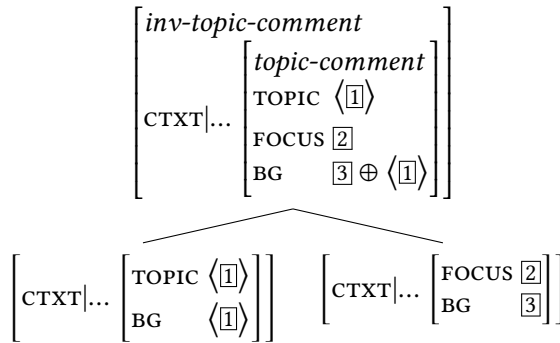 inv-topic-comment
topic-comment
TOPIC ⟨1⟩
CTXT|...
FOCUS 2
BG 3 ⊕ ⟨1⟩
CTXT|... TOPIC ⟨1⟩
BG ⟨1⟩
CTXT|... FOCUS 2
BG 3